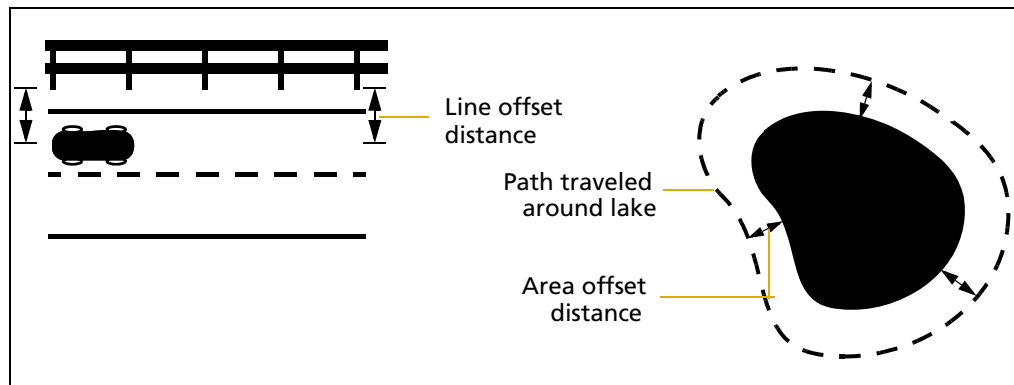 Line offset
distance
Path traveled
around lake
Area offset
distance